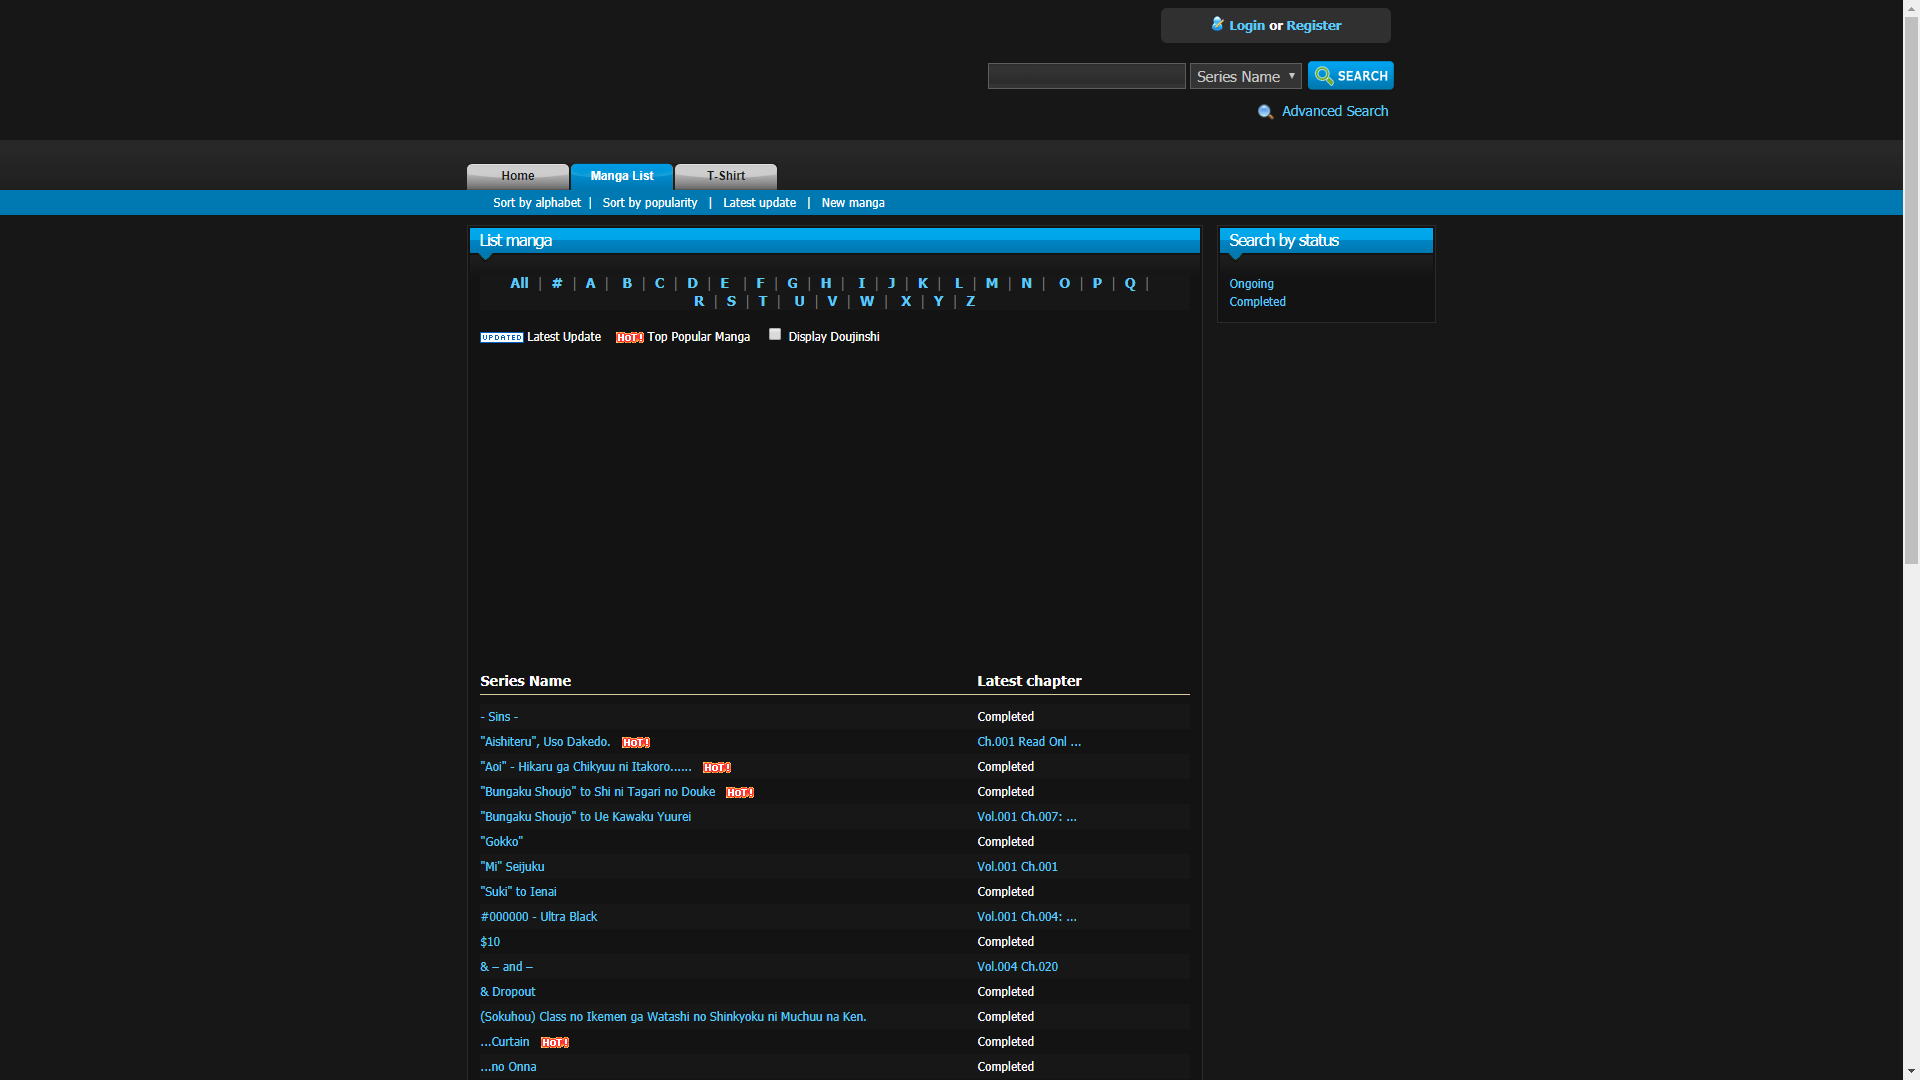 Login or Register
Series Name ▼ SEARCH
Advanced Search
Home Manga List T-Shirt
Sort by alphabet | Sort by popularity | Latest update | New manga
List manga
All | # | A | B | C | D | E | F | G | H | I | J | K | L | M | N | O | P | Q |
R | S | T | U | V | W | X | Y | Z
UPDATED Latest Update HOT! Top Popular Manga Display Doujinshi
Search by status
Ongoing
Completed
Series Name Latest chapter
- Sins - Completed
"Aishiteru", Uso Dakedo. HOT! Ch.001 Read Onl ...
"Aoi" - Hikaru ga Chikyuu ni Itakoro...... HOT! Completed
"Bungaku Shoujo" to Shi ni Tagari no Douke HOT! Completed
"Bungaku Shoujo" to Ue Kawaku Yuurei Vol.001 Ch.007: ...
"Gokko" Completed
"Mi" Seijuku Vol.001 Ch.001
"Suki" to Ienai Completed
#000000 - Ultra Black Vol.001 Ch.004: ...
$10 Completed
& – and – Vol.004 Ch.020
& Dropout Completed
(Sokuhou) Class no Ikemen ga Watashi no Shinkyoku ni Muchuu na Ken. Completed
...Curtain HOT! Completed
...no Onna Completed